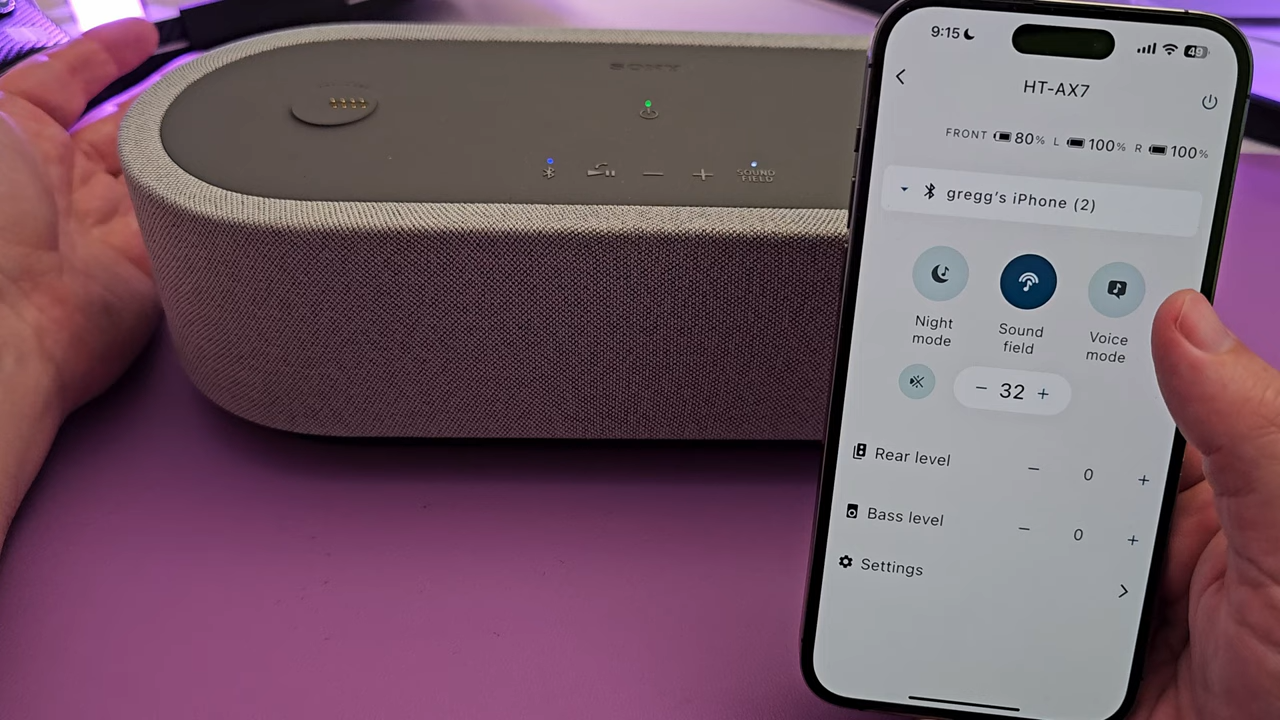 SONY
SOUND
FIELD
9:15
49
HT-AX7
FRONT 80% L 100% R 100%
gregg's iPhone (2)
Night
mode
Sound
field
Voice
mode
32
Rear level
0
Bass level
0
Settings